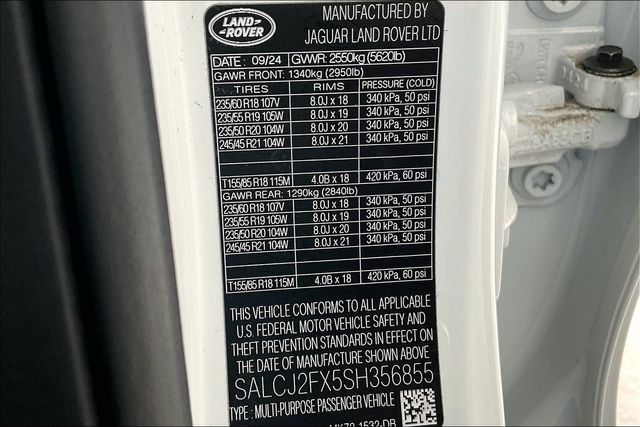 LAND-
ROVER
MANUFACTURED BY
JAGUAR LAND ROVER LTD
DATE : 09/24 GVWR: 2550kg (5620lb)
GAWR FRONT: 1340kg (2950lb)
TIRES RIMS PRESSURE (COLD)
235/60 R18 107V 8.0J x 18 340 kPa, 50 psi
235/55 R19 105W 8.0J x 19 340 kPa, 50 psi
235/50 R20 104W 8.0J x 20 340 kPa, 50 psi
245/45 R21 104W 8.0J x 21 340 kPa, 50 psi
T155/85 R18 115M 4.0B x 18 420 kPa, 60 psi
GAWR REAR: 1290kg (2840lb)
235/60 R18 107V 8.0J x 18 340 kPa, 50 psi
235/55 R19 105W 8.0J x 19 340 kPa, 50 psi
235/50 R20 104W 8.0J x 20 340 kPa, 50 psi
245/45 R21 104W 8.0J x 21 340 kPa, 50 psi
T155/85 R18 115M 4.0B x 18 420 kPa, 60 psi
THIS VEHICLE CONFORMS TO ALL APPLICABLE
U.S. FEDERAL MOTOR VEHICLE SAFETY AND
THEFT PREVENTION STANDARDS IN EFFECT ON
THE DATE OF MANUFACTURE SHOWN ABOVE
SALCJ2FX5SH356855
TYPE : MULTI-PURPOSE PASSENGER VEHICLE